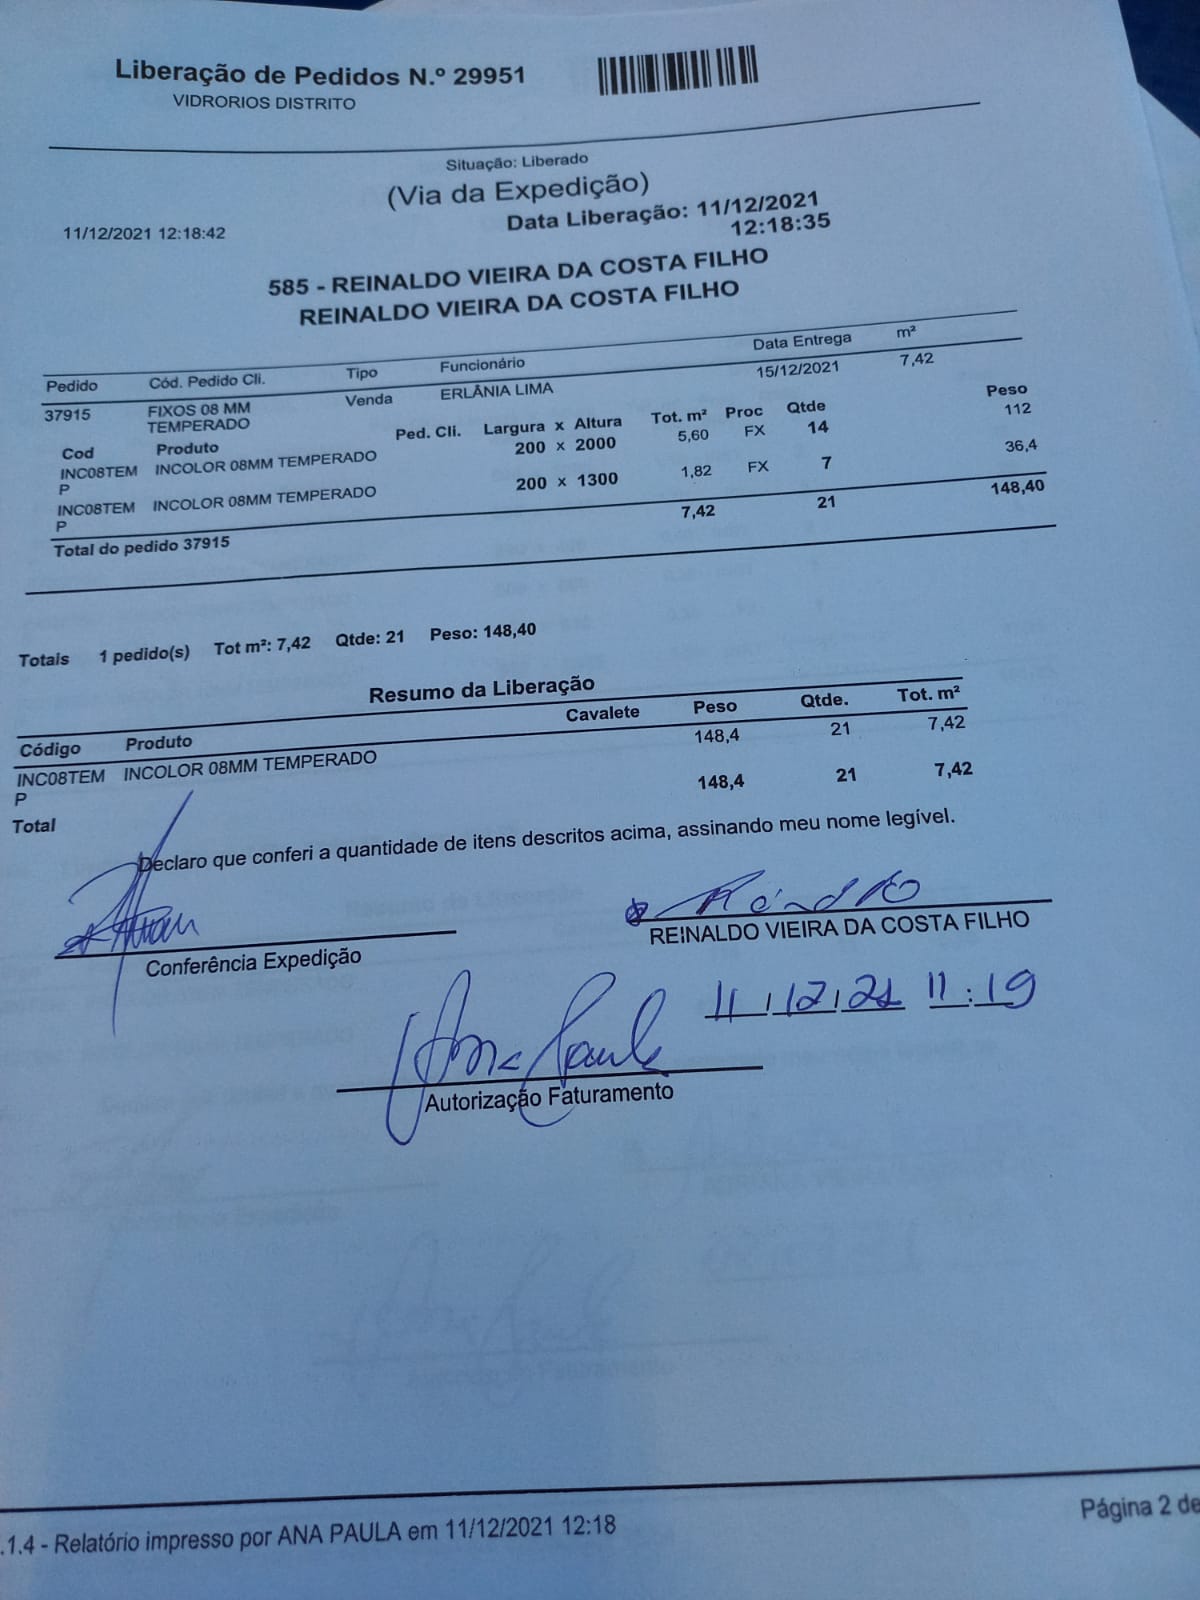 Liberação de Pedidos N.º 29951
VIDRORIOS DISTRITO
Situação: Liberado
(Via da Expedição)
11/12/2021 12:18:42
Data Liberação: 11/12/2021
12:18:35
585 - REINALDO VIEIRA DA COSTA FILHO
REINALDO VIEIRA DA COSTA FILHO
Pedido Cód. Pedido Cli. Tipo Funcionário Data Entrega m²
37915 FIXOS 08 MM Venda ERLÂNIA LIMA 15/12/2021 7,42
TEMPERADO
Cod Produto Ped. Cli. Largura x Altura Tot. m² Proc Qtde Peso
INC08TEM INCOLOR 08MM TEMPERADO 200 x 2000 5,60 FX 14 112
P
INC08TEM INCOLOR 08MM TEMPERADO 200 x 1300 1,82 FX 7 36,4
P
Total do pedido 37915 7,42 21 148,40
Totais 1 pedido(s) Tot m²: 7,42 Qtde: 21 Peso: 148,40
Resumo da Liberação
Código Produto Cavalete Peso Qtde. Tot. m²
INC08TEM INCOLOR 08MM TEMPERADO 148,4 21 7,42
P
Total 148,4 21 7,42
Declaro que conferi a quantidade de itens descritos acima, assinando meu nome legível.
Conferência Expedição
REINALDO VIEIRA DA COSTA FILHO
11/12/21 11:19
Ana Paula
Autorização Faturamento
.1.4 - Relatório impresso por ANA PAULA em 11/12/2021 12:18
Página 2 de